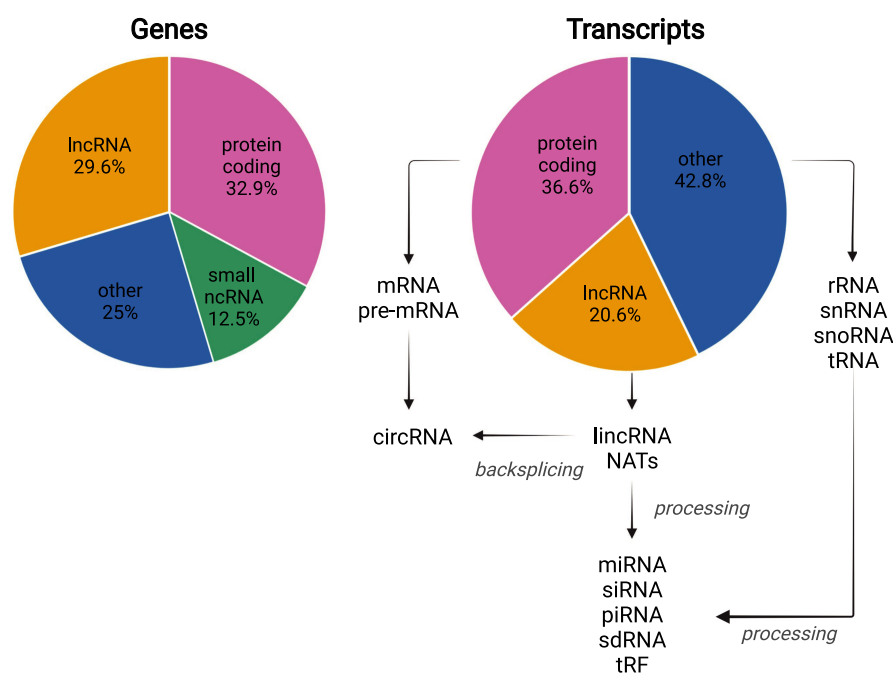 Genes
lncRNA
29.6%
protein
coding
32.9%
other
25%
small
ncRNA
12.5%
Transcripts
protein
coding
36.6%
other
42.8%
lncRNA
20.6%
mRNA
pre-mRNA
rRNA
snRNA
snoRNA
tRNA
circRNA
backsplicing
lincRNA
NATs
processing
miRNA
siRNA
piRNA
sdRNA
tRF
processing